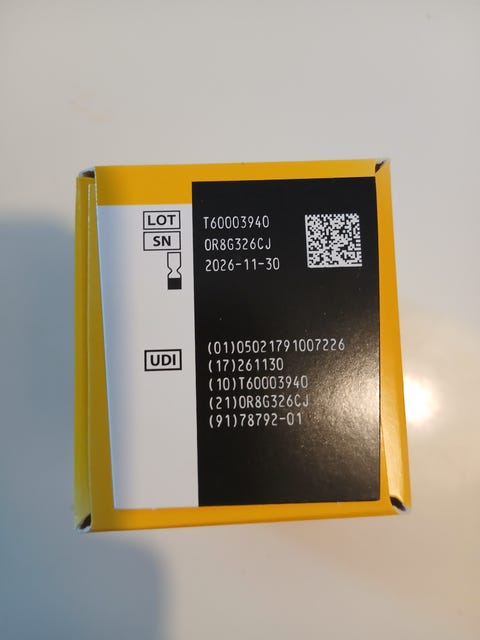 LOT T60003940
SN 0R8G326CJ
2026-11-30
UDI
(01)05021791007226
(17)261130
(10)T60003940
(21)0R8G326CJ
(91)78792-01